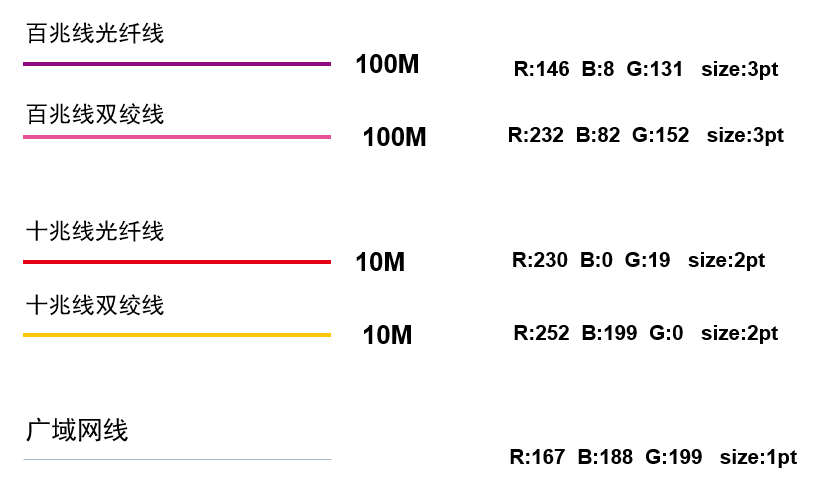 百兆线光纤线
100M R:146 B:8 G:131 size:3pt
百兆线双绞线
100M R:232 B:82 G:152 size:3pt
十兆线光纤线
10M R:230 B:0 G:19 size:2pt
十兆线双绞线
10M R:252 B:199 G:0 size:2pt
广域网线
R:167 B:188 G:199 size:1pt